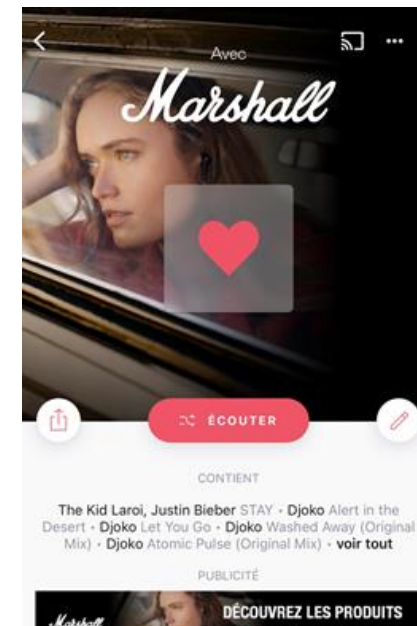 Avec
Marshall
ÉCOUTER
CONTIENT
The Kid Laroi, Justin Bieber STAY • Djoko Alert in the
Desert • Djoko Let You Go • Djoko Washed Away (Original
Mix) • Djoko Atomic Pulse (Original Mix) • voir tout
PUBLICITÉ
Marshall
DÉCOUVREZ LES PRODUITS